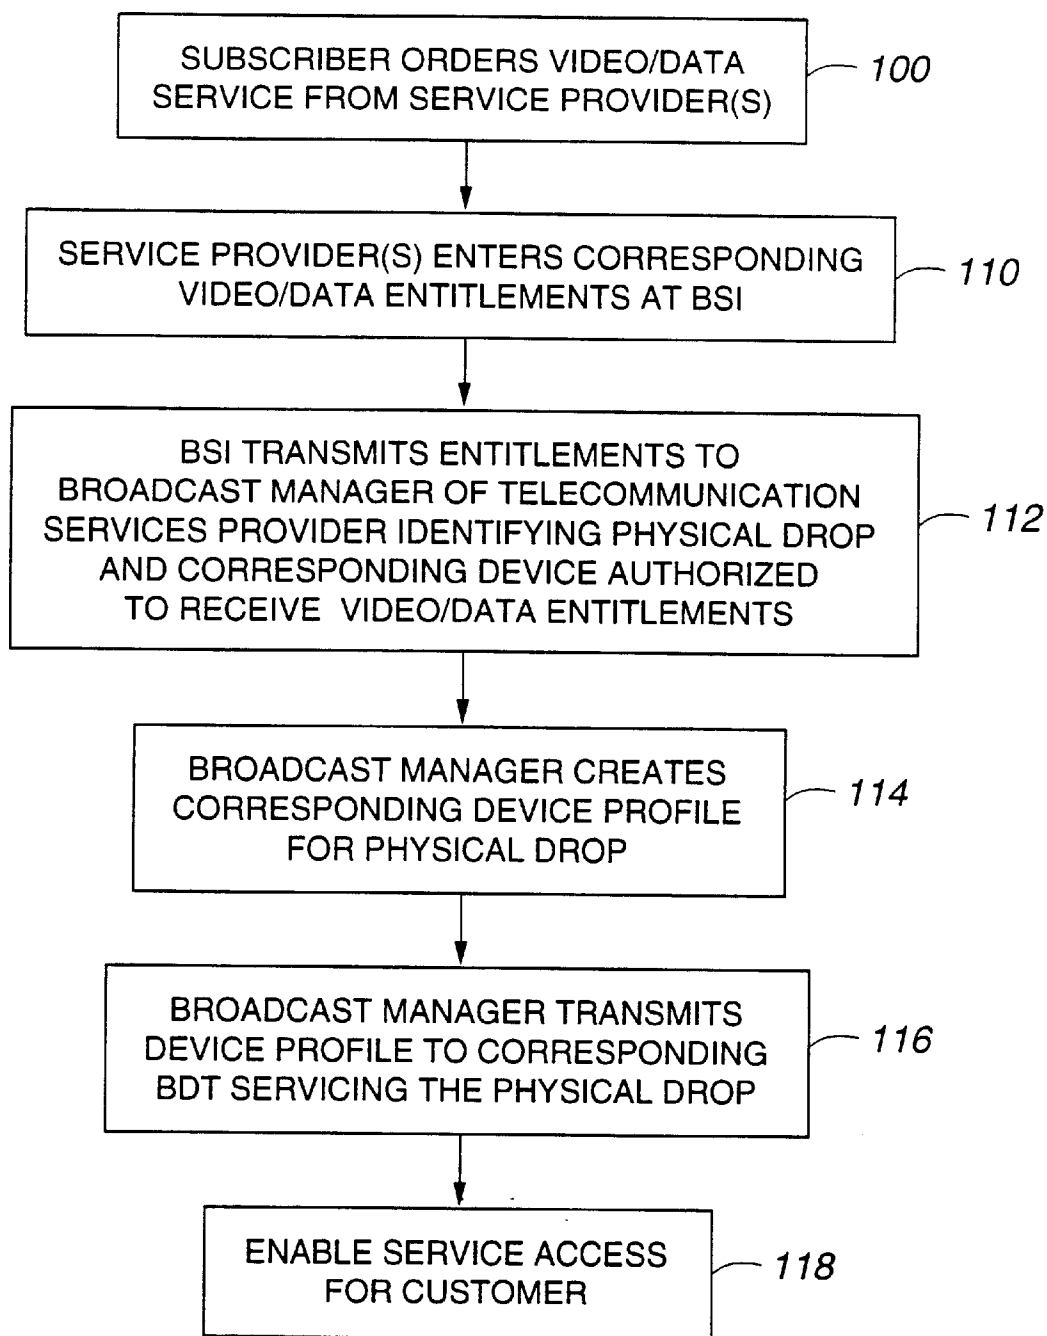 SUBSCRIBER ORDERS VIDEO/DATA
SERVICE FROM SERVICE PROVIDER(S)
100
SERVICE PROVIDER(S) ENTERS CORRESPONDING
VIDEO/DATA ENTITLEMENTS AT BSI
110
BSI TRANSMITS ENTITLEMENTS TO
BROADCAST MANAGER OF TELECOMMUNICATION
SERVICES PROVIDER IDENTIFYING PHYSICAL DROP
AND CORRESPONDING DEVICE AUTHORIZED
TO RECEIVE VIDEO/DATA ENTITLEMENTS
112
BROADCAST MANAGER CREATES
CORRESPONDING DEVICE PROFILE
FOR PHYSICAL DROP
114
BROADCAST MANAGER TRANSMITS
DEVICE PROFILE TO CORRESPONDING
BDT SERVICING THE PHYSICAL DROP
116
ENABLE SERVICE ACCESS
FOR CUSTOMER
118